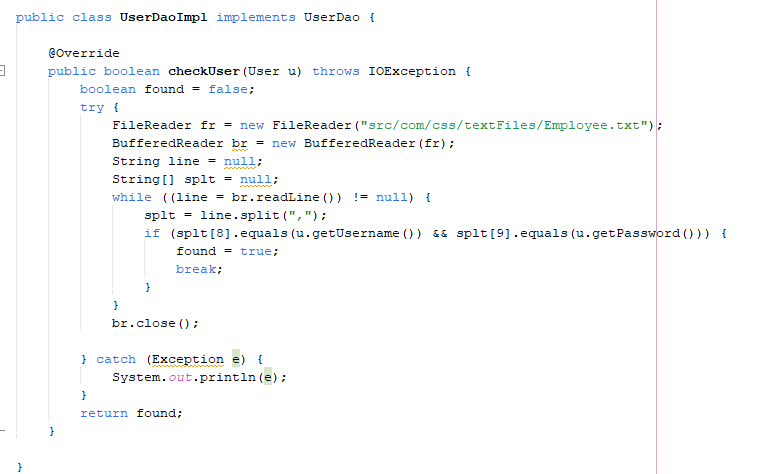 public class UserDaoImpl implements UserDao {
@Override
public boolean checkUser(User u) throws IOException {
boolean found = false;
try {
FileReader fr = new FileReader("src/com/css/textFiles/Employee.txt");
BufferedReader br = new BufferedReader(fr);
String line = null;
String[] splt = null;
while ((line = br.readLine()) != null) {
splt = line.split(",");
if (splt[8].equals(u.getUsername()) && splt[9].equals(u.getPassword())) {
found = true;
break;
}
}
br.close();
} catch (Exception e) {
System.out.println(e);
}
return found;
}
}